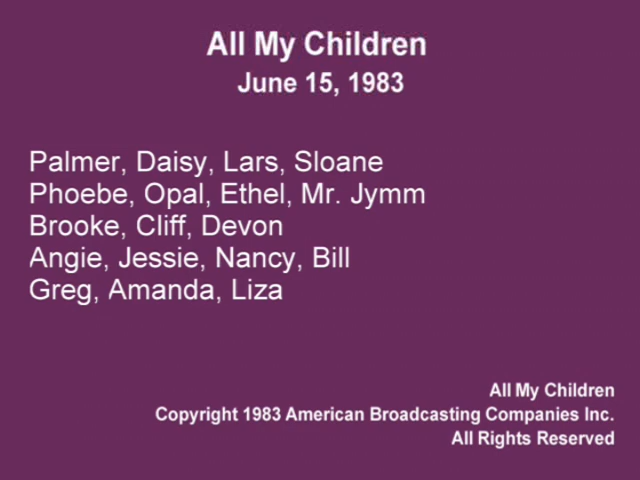 All My Children
June 15, 1983
Palmer, Daisy, Lars, Sloane
Phoebe, Opal, Ethel, Mr. Jymm
Brooke, Cliff, Devon
Angie, Jessie, Nancy, Bill
Greg, Amanda, Liza
All My Children
Copyright 1983 American Broadcasting Companies Inc.
All Rights Reserved